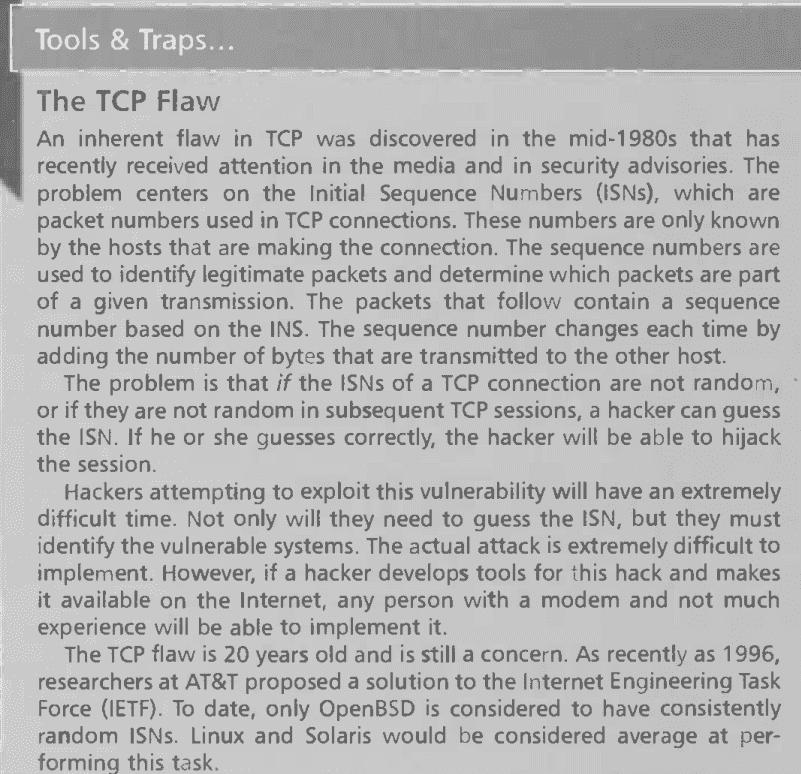 Tools & Traps...
The TCP Flaw
An inherent flaw in TCP was discovered in the mid-1980s that has
recently received attention in the media and in security advisories. The
problem centers on the Initial Sequence Numbers (ISNs), which are
packet numbers used in TCP connections. These numbers are only known
by the hosts that are making the connection. The sequence numbers are
used to identify legitimate packets and determine which packets are part
of a given transmission. The packets that follow contain a sequence
number based on the INS. The sequence number changes each time by
adding the number of bytes that are transmitted to the other host.
The problem is that if the ISNs of a TCP connection are not random,
or if they are not random in subsequent TCP sessions, a hacker can guess
the ISN. If he or she guesses correctly, the hacker will be able to hijack
the session.
Hackers attempting to exploit this vulnerability will have an extremely
difficult time. Not only will they need to guess the ISN, but they must
identify the vulnerable systems. The actual attack is extremely difficult to
implement. However, if a hacker develops tools for this hack and makes
it available on the Internet, any person with a modem and not much
experience will be able to implement it.
The TCP flaw is 20 years old and is still a concern. As recently as 1996,
researchers at AT&T proposed a solution to the Internet Engineering Task
Force (IETF). To date, only OpenBSD is considered to have consistently
random ISNs. Linux and Solaris would be considered average at per-
forming this task.